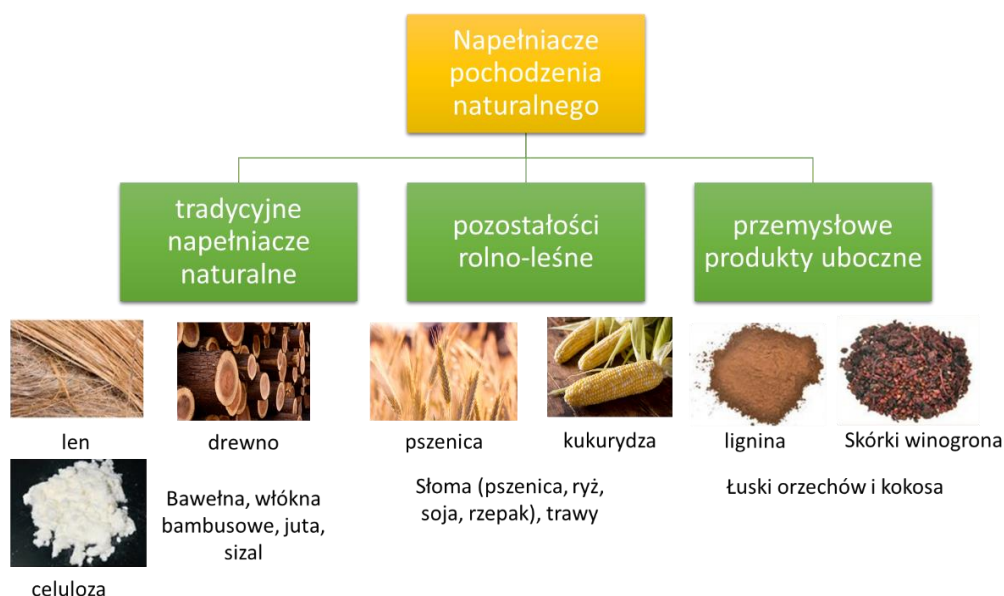 Napełniacze
pochodzenia
naturalnego
tradycyjne
napełniacze
naturalne
pozostałości
rolno-leśne
przemysłowe
produkty uboczne
len
drewno
pszenica
kukurydza
lignina
Skórki winogrona
Bawełna, włókna
bambusowe, juta,
sizal
Słoma (pszenica, ryż,
soja, rzepak), trawy
Łuski orzechów i kokosa
celuloza